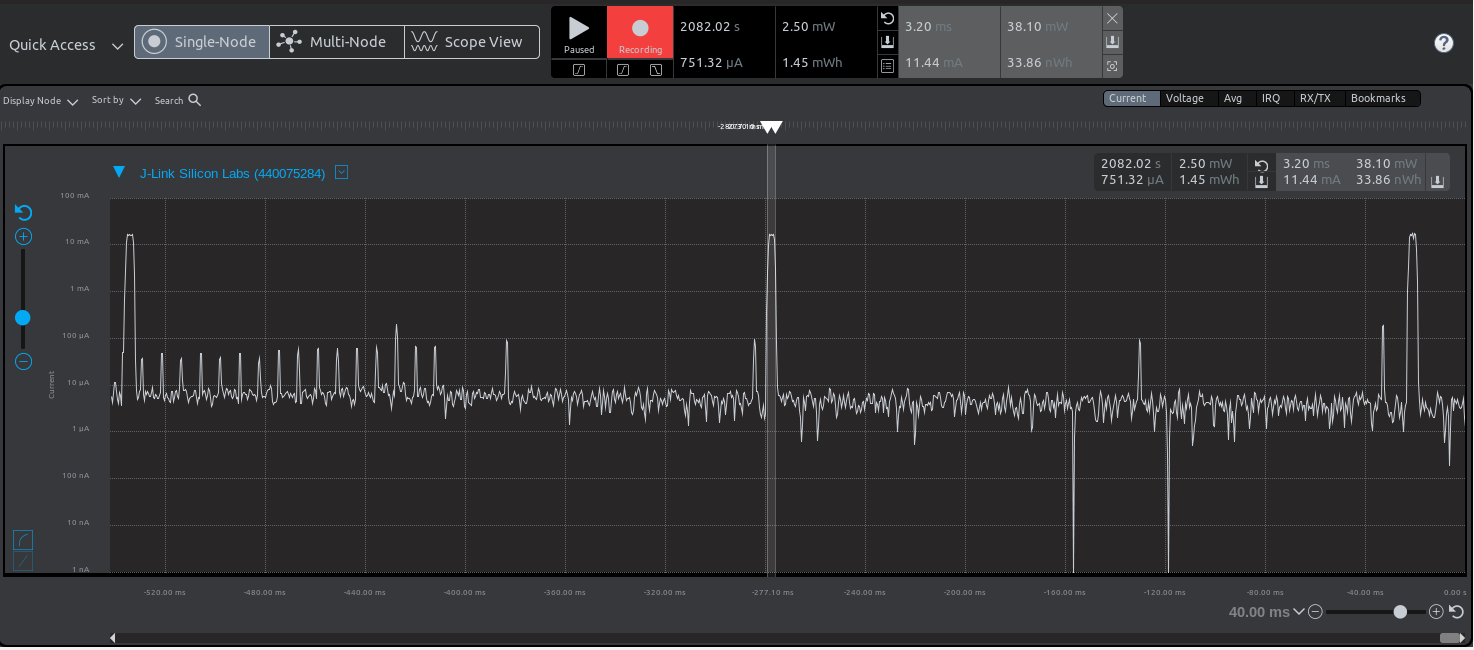 Quick Access
Single-Node
Multi-Node
Scope View
Paused
Recording
2082.02 s
2.50 mW
751.32 µA
1.45 mWh
3.20 ms
38.10 mW
11.44 mA
33.86 nWh
?
Display Node
Sort by
Search
Current
Voltage
Avg
IRQ
RX/TX
Bookmarks
J-Link Silicon Labs (440075284)
2082.02 s
2.50 mW
751.32 µA
1.45 mWh
3.20 ms
38.10 mW
11.44 mA
33.86 nWh
100 mA
10 mA
1 mA
100 µA
10 µA
1 µA
100 nA
10 nA
1 nA
Current
-520.00 ms
-480.00 ms
-440.00 ms
-400.00 ms
-360.00 ms
-320.00 ms
-277.10 ms
-240.00 ms
-200.00 ms
-160.00 ms
-120.00 ms
-80.00 ms
-40.00 ms
0.00 s
40.00 ms